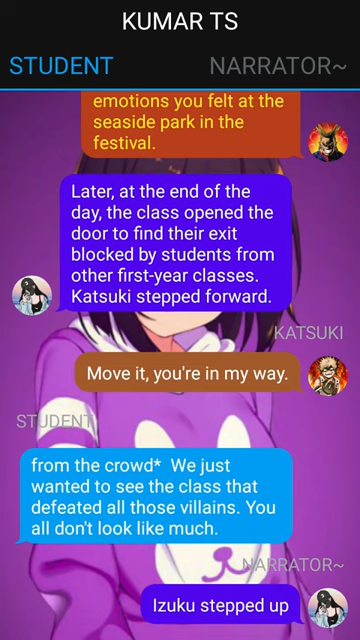 KUMAR TS
STUDENT NARRATOR~
emotions you felt at the
seaside park in the
festival.
Later, at the end of the
day, the class opened the
door to find their exit
blocked by students from
other first-year classes.
Katsuki stepped forward.
KATSUKI
Move it, you're in my way.
STUDENT
from the crowd* We just
wanted to see the class that
defeated all those villains. You
all don't look like much.
NARRATOR~
Izuku stepped up